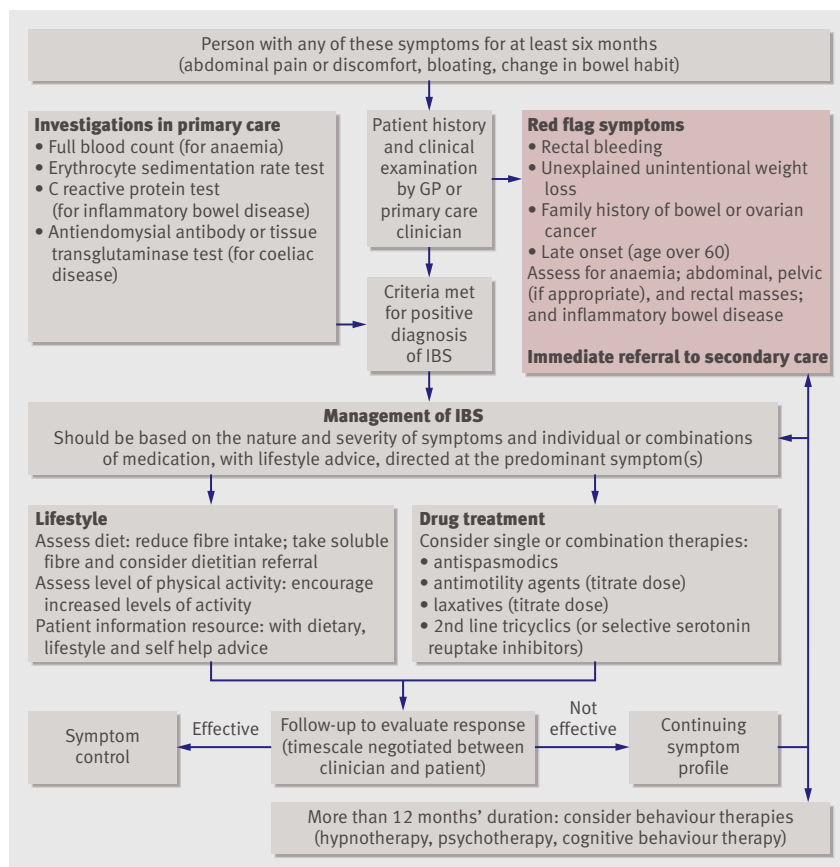 Person with any of these symptoms for at least six months
(abdominal pain or discomfort, bloating, change in bowel habit)
Investigations in primary care
• Full blood count (for anaemia)
• Erythrocyte sedimentation rate test
• C reactive protein test
(for inflammatory bowel disease)
• Antiendomysial antibody or tissue
transglutaminase test (for coeliac
disease)
Patient history
and clinical
examination
by GP or
primary care
clinician
Red flag symptoms
• Rectal bleeding
• Unexplained unintentional weight
loss
• Family history of bowel or ovarian
cancer
• Late onset (age over 60)
Assess for anaemia; abdominal, pelvic
(if appropriate), and rectal masses;
and inflammatory bowel disease
Immediate referral to secondary care
Criteria met
for positive
diagnosis
of IBS
Management of IBS
Should be based on the nature and severity of symptoms and individual or combinations
of medication, with lifestyle advice, directed at the predominant symptom(s)
Lifestyle
Assess diet: reduce fibre intake; take soluble
fibre and consider dietitian referral
Assess level of physical activity: encourage
increased levels of activity
Patient information resource: with dietary,
lifestyle and self help advice
Drug treatment
Consider single or combination therapies:
• antispasmodics
• antimotility agents (titrate dose)
• laxatives (titrate dose)
• 2nd line tricyclics (or selective serotonin
reuptake inhibitors)
Symptom
control
Effective
Follow-up to evaluate response
(timescale negotiated between
clinician and patient)
Not
effective
Continuing
symptom
profile
More than 12 months' duration: consider behaviour therapies
(hypnotherapy, psychotherapy, cognitive behaviour therapy)